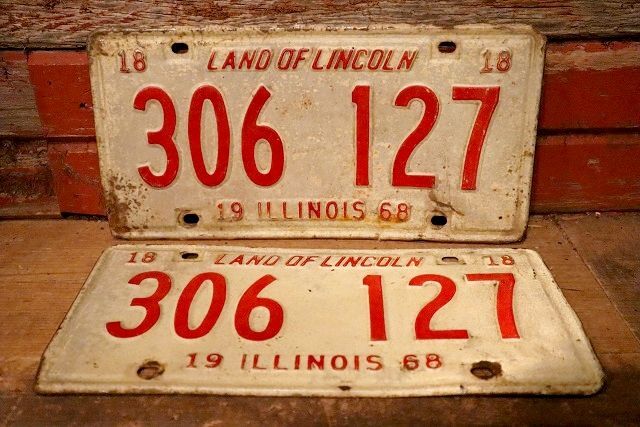 18 LAND OF LINCOLN 18
306 127
19 ILLINOIS 68
18 LAND OF LINCOLN 18
306 127
19 ILLINOIS 68